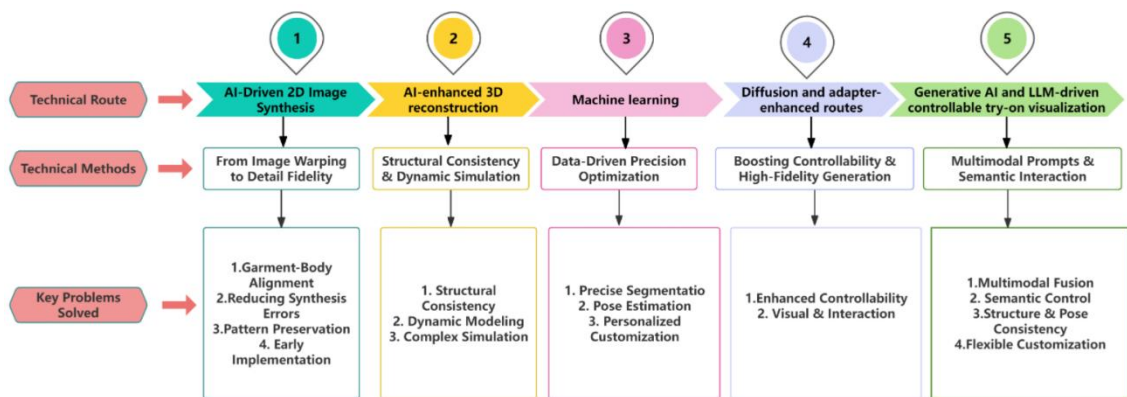 1
2
3
4
5
Technical Route
AI-Driven 2D Image
Synthesis
AI-enhanced 3D
reconstruction
Machine learning
Diffusion and adapter-
enhanced routes
Generative AI and LLM-driven
controllable try-on visualization
Technical Methods
From Image Warping
to Detail Fidelity
Structural Consistency
& Dynamic Simulation
Data-Driven Precision
Optimization
Boosting Controllability &
High-Fidelity Generation
Multimodal Prompts &
Semantic Interaction
Key Problems
Solved
1.Garment-Body
Alignment
2.Reducing Synthesis
Errors
3.Pattern Preservation
4. Early
Implementation
1. Structural
Consistency
2. Dynamic Modeling
3. Complex Simulation
1. Precise Segmentatio
2. Pose Estimation
3. Personalized
Customization
1.Enhanced Controllability
2. Visual & Interaction
1.Multimodal Fusion
2. Semantic Control
3.Structure & Pose
Consistency
4.Flexible Customization